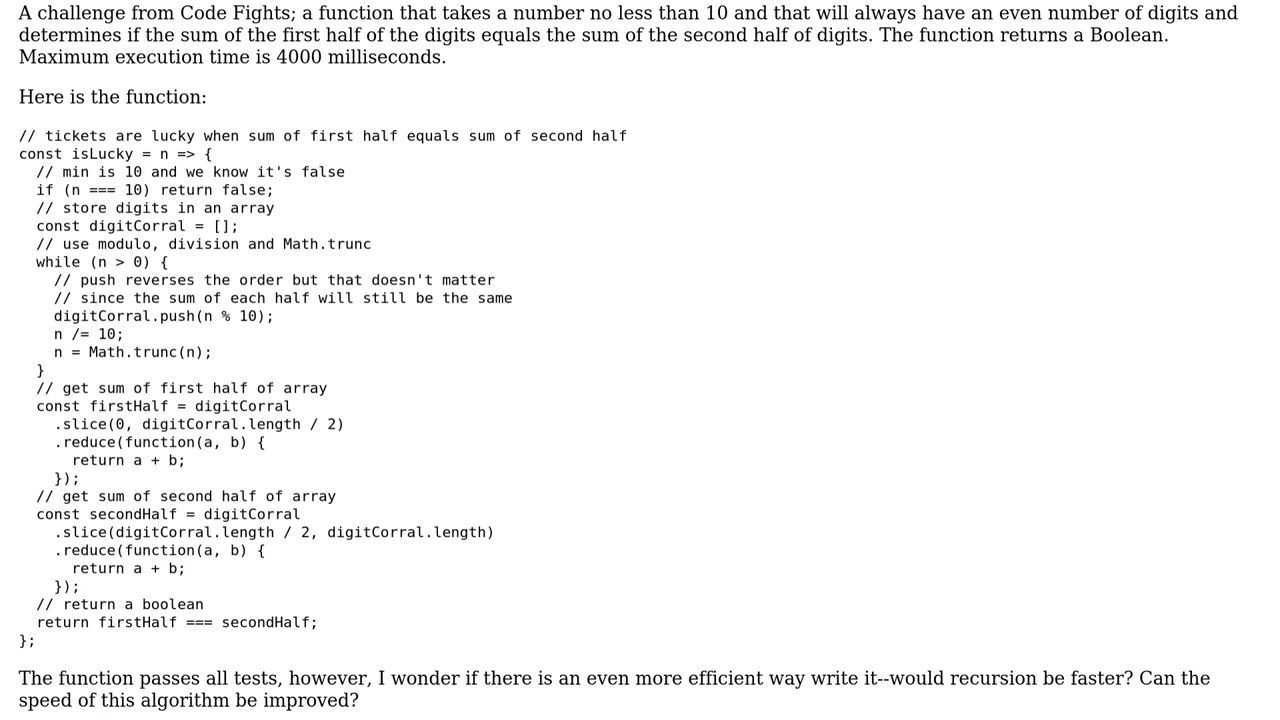 A challenge from Code Fights; a function that takes a number no less than 10 and that will always have an even number of digits and
determines if the sum of the first half of the digits equals the sum of the second half of digits. The function returns a Boolean.
Maximum execution time is 4000 milliseconds.
Here is the function:
// tickets are lucky when sum of first half equals sum of second half
const isLucky = n => {
  // min is 10 and we know it's false
  if (n === 10) return false;
  // store digits in an array
  const digitCorral = [];
  // use modulo, division and Math.trunc
  while (n > 0) {
    // push reverses the order but that doesn't matter
    // since the sum of each half will still be the same
    digitCorral.push(n % 10);
    n /= 10;
    n = Math.trunc(n);
  }
  // get sum of first half of array
  const firstHalf = digitCorral
    .slice(0, digitCorral.length / 2)
    .reduce(function(a, b) {
      return a + b;
    });
  // get sum of second half of array
  const secondHalf = digitCorral
    .slice(digitCorral.length / 2, digitCorral.length)
    .reduce(function(a, b) {
      return a + b;
    });
  // return a boolean
  return firstHalf === secondHalf;
};
The function passes all tests, however, I wonder if there is an even more efficient way write it--would recursion be faster? Can the
speed of this algorithm be improved?